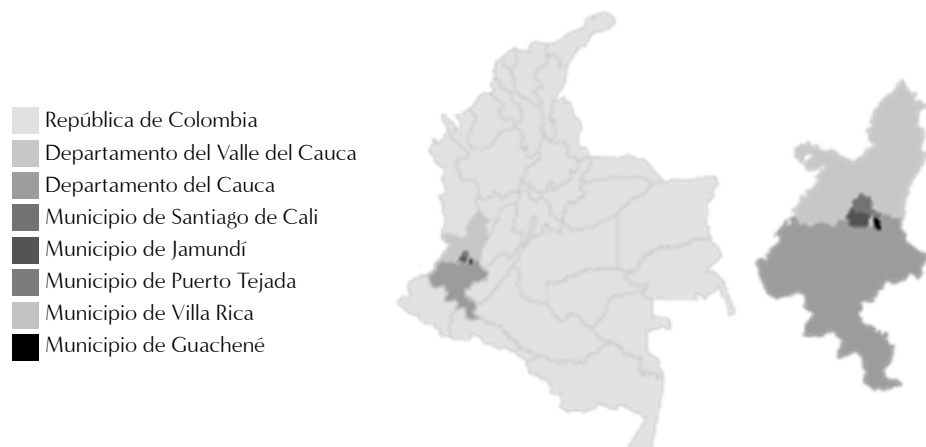 República de Colombia
Departamento del Valle del Cauca
Departamento del Cauca
Municipio de Santiago de Cali
Municipio de Jamundí
Municipio de Puerto Tejada
Municipio de Villa Rica
Municipio de Guachené